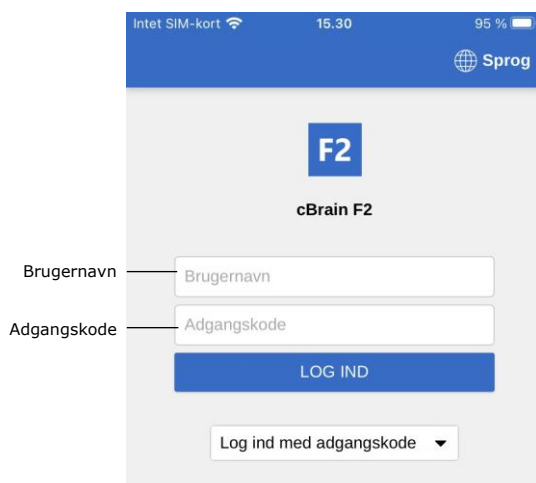 Intet SIM-kort 15.30 95 %
Sprog
F2
cBrain F2
Brugernavn Brugernavn
Adgangskode Adgangskode
LOG IND
Log ind med adgangskode